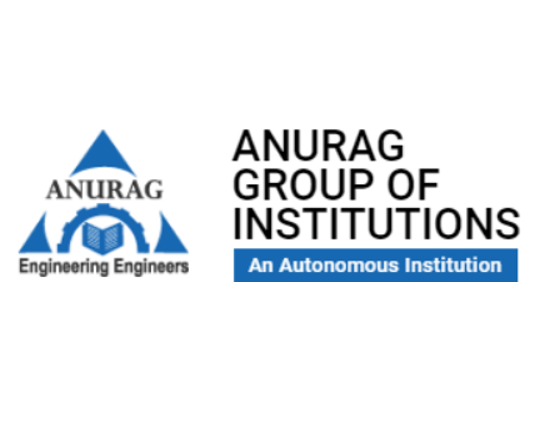 ANURAG
Engineering Engineers
ANURAG
GROUP OF
INSTITUTIONS
An Autonomous Institution